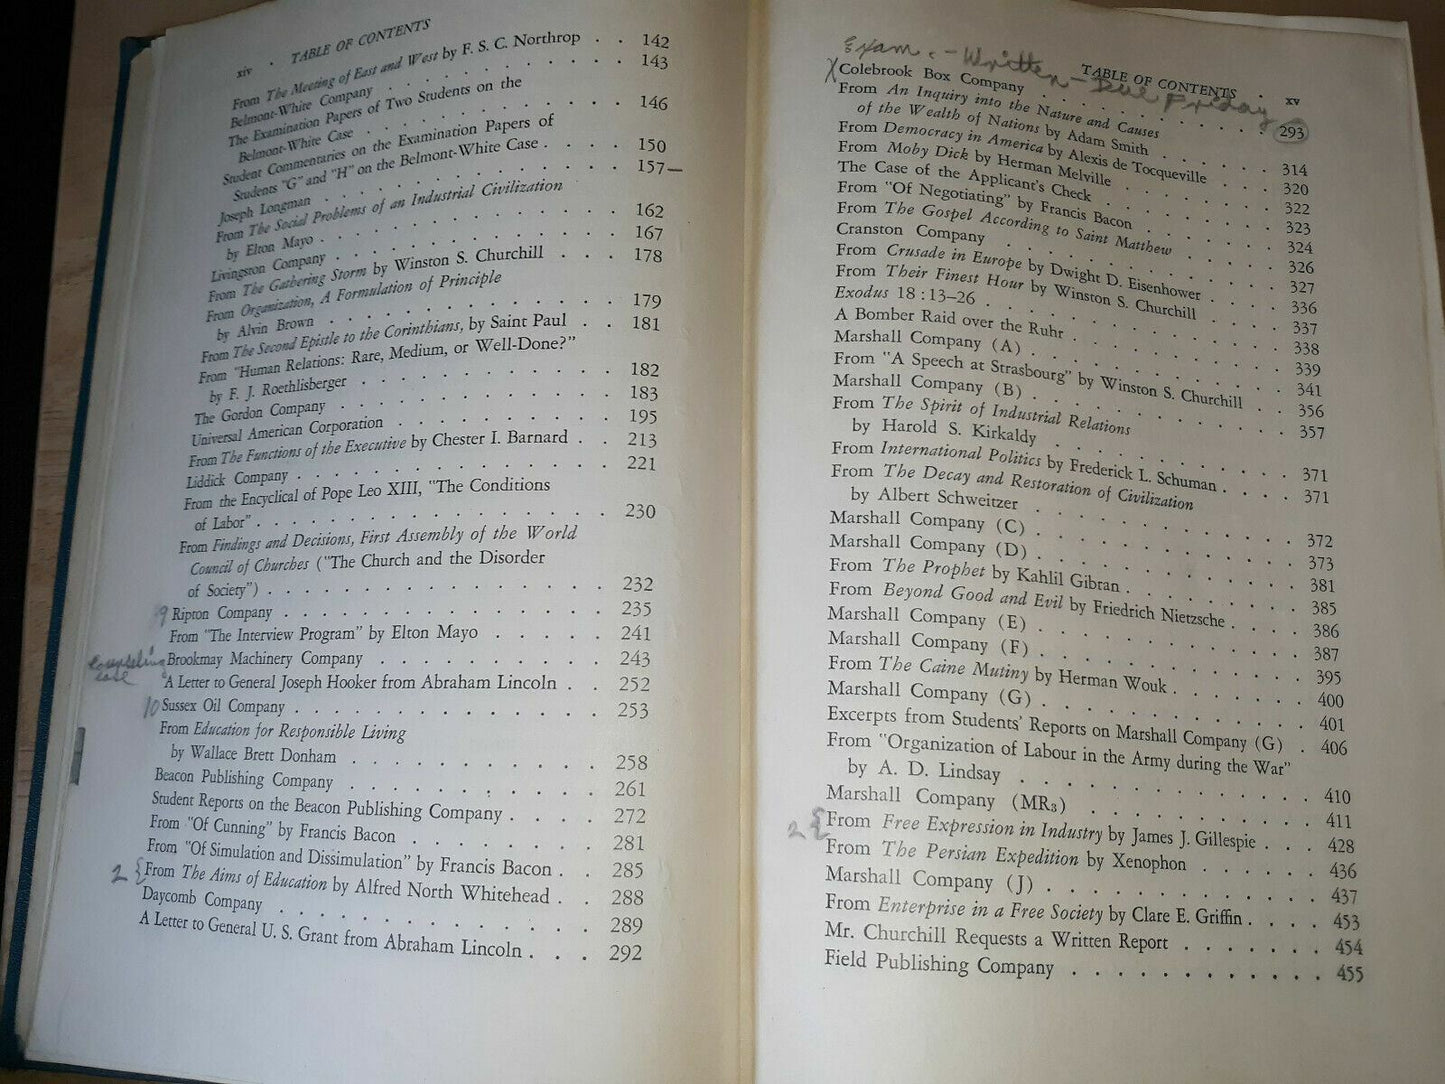 xiv · TABLE OF CONTENTS
From The Meeting of East and West by F. S. C. Northrop . . 142
Belmont-White Company . . . . . . . . . . 143
The Examination Papers of Two Students on the
Belmont-White Case . . . . . . . . . . 146
Student Commentaries on the Examination Papers of
Students "G" and "H" on the Belmont-White Case . . . . 150
Joseph Longman . . . . . . . . . . . . 157–
From The Social Problems of an Industrial Civilization
by Elton Mayo . . . . . . . . . . . . 162
Livingston Company . . . . . . . . . . . 167
From The Gathering Storm by Winston S. Churchill . . . 178
From Organization, A Formulation of Principle
by Alvin Brown . . . . . . . . . . . . 179
From The Second Epistle to the Corinthians, by Saint Paul . . 181
From "Human Relations: Rare, Medium, or Well-Done?"
by F. J. Roethlisberger . . . . . . . . . . 182
The Gordon Company . . . . . . . . . . . 183
Universal American Corporation . . . . . . . . 195
From The Functions of the Executive by Chester I. Barnard . . 213
Liddick Company . . . . . . . . . . . . 221
From the Encyclical of Pope Leo XIII, "The Conditions
of Labor" . . . . . . . . . . . . . . 230
From Findings and Decisions, First Assembly of the World
Council of Churches ("The Church and the Disorder
of Society") . . . . . . . . . . . . . 232
9 Ripton Company . . . . . . . . . . . . 235
From "The Interview Program" by Elton Mayo . . . . . 241
Counseling case
Brookmay Machinery Company . . . . . . . . . 243
A Letter to General Joseph Hooker from Abraham Lincoln . . 252
10 Sussex Oil Company . . . . . . . . . . . . 253
From Education for Responsible Living
by Wallace Brett Donham . . . . . . . . . . 258
Beacon Publishing Company . . . . . . . . . . 261
Student Reports on the Beacon Publishing Company . . . . 272
From "Of Cunning" by Francis Bacon . . . . . . . 281
From "Of Simulation and Dissimulation" by Francis Bacon . . 285
2 { From The Aims of Education by Alfred North Whitehead . . 288
Daycomb Company . . . . . . . . . . . . 289
A Letter to General U. S. Grant from Abraham Lincoln . . . 292
Exam. – Written – Due Friday
TABLE OF CONTENTS · xv
X Colebrook Box Company . . . . . . . . . . . 293
From An Inquiry into the Nature and Causes
of the Wealth of Nations by Adam Smith . . . . . . 314
From Democracy in America by Alexis de Tocqueville . . . 320
From Moby Dick by Herman Melville . . . . . . . 322
The Case of the Applicant's Check . . . . . . . . 323
From "Of Negotiating" by Francis Bacon . . . . . . 324
From The Gospel According to Saint Matthew . . . . . 326
Cranston Company . . . . . . . . . . . . 327
From Crusade in Europe by Dwight D. Eisenhower . . . . 336
From Their Finest Hour by Winston S. Churchill . . . . 337
Exodus 18:13–26 . . . . . . . . . . . . 338
A Bomber Raid over the Ruhr . . . . . . . . . 339
Marshall Company (A) . . . . . . . . . . . 341
From "A Speech at Strasbourg" by Winston S. Churchill . . 356
Marshall Company (B) . . . . . . . . . . . 357
From The Spirit of Industrial Relations
by Harold S. Kirkaldy . . . . . . . . . . 371
From International Politics by Frederick L. Schuman . . . . 371
From The Decay and Restoration of Civilization
by Albert Schweitzer . . . . . . . . . . 372
Marshall Company (C) . . . . . . . . . . . 373
Marshall Company (D) . . . . . . . . . . . 381
From The Prophet by Kahlil Gibran . . . . . . . 385
From Beyond Good and Evil by Friedrich Nietzsche . . . . 386
Marshall Company (E) . . . . . . . . . . . 387
Marshall Company (F) . . . . . . . . . . . 395
From The Caine Mutiny by Herman Wouk . . . . . . 400
Marshall Company (G) . . . . . . . . . . . 401
Excerpts from Students' Reports on Marshall Company (G) . 406
From "Organization of Labour in the Army during the War"
by A. D. Lindsay . . . . . . . . . . . 410
Marshall Company (MR3) . . . . . . . . . . 411
2 { From Free Expression in Industry by James J. Gillespie . . . 428
From The Persian Expedition by Xenophon . . . . . . 436
Marshall Company (J) . . . . . . . . . . . 437
From Enterprise in a Free Society by Clare E. Griffin . . . . 453
Mr. Churchill Requests a Written Report . . . . . . . 454
Field Publishing Company . . . . . . . . . . . 455